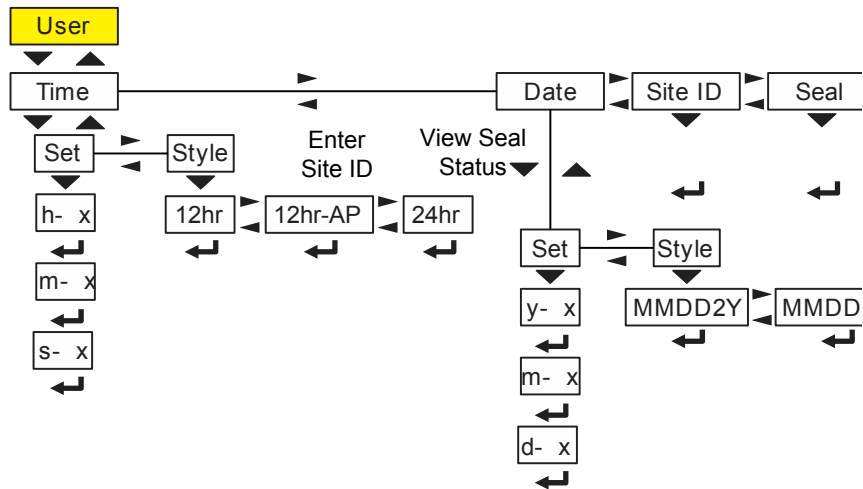 User
Time
Date
Site ID
Seal
Set
Style
Enter
Site ID
View Seal
Status
h- x
12hr
12hr-AP
24hr
m- x
s- x
Set
Style
y- x
MMDD2Y
MMDD
m- x
d- x